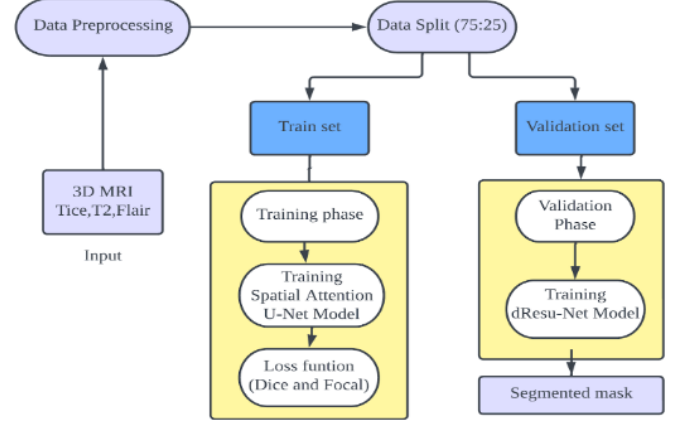 Data Preprocessing
Data Split (75:25)
Train set
Validation set
3D MRI
Tice,T2,Flair
Input
Training phase
Training
Spatial Attention
U-Net Model
Loss funtion
(Dice and Focal)
Validation
Phase
Training
dResu-Net Model
Segmented mask